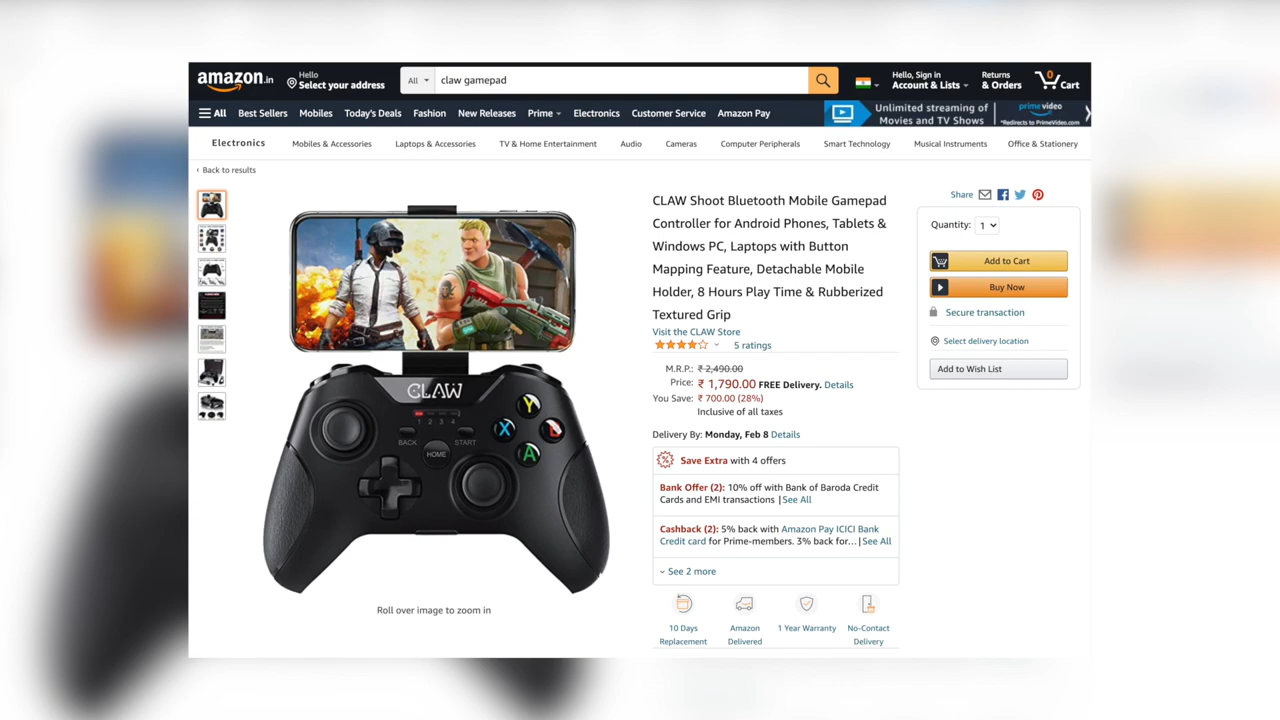 amazon.in
Hello
Select your address
All
claw gamepad
Hello, Sign in
Account & Lists
Returns
& Orders
0
Cart
All
Best Sellers
Mobiles
Today's Deals
Fashion
New Releases
Prime
Electronics
Customer Service
Amazon Pay
Unlimited streaming of
Movies and TV Shows
prime video
*Redirects to PrimeVideo.com
Electronics
Mobiles & Accessories
Laptops & Accessories
TV & Home Entertainment
Audio
Cameras
Computer Peripherals
Smart Technology
Musical Instruments
Office & Stationery
‹ Back to results
CLAW
1 2 3 4
BACK
START
HOME
Y
X
A
Roll over image to zoom in
CLAW Shoot Bluetooth Mobile Gamepad
Controller for Android Phones, Tablets &
Windows PC, Laptops with Button
Mapping Feature, Detachable Mobile
Holder, 8 Hours Play Time & Rubberized
Textured Grip
Visit the CLAW Store
5 ratings
M.R.P.: ₹ 2,490.00
Price: ₹ 1,790.00 FREE Delivery. Details
You Save: ₹ 700.00 (28%)
Inclusive of all taxes
Delivery By: Monday, Feb 8 Details
Save Extra with 4 offers
Bank Offer (2): 10% off with Bank of Baroda Credit
Cards and EMI transactions | See All
Cashback (2): 5% back with Amazon Pay ICICI Bank
Credit card for Prime-members. 3% back for... | See All
See 2 more
10 Days
Replacement
Amazon
Delivered
1 Year Warranty
No-Contact
Delivery
Share
Quantity: 1
Add to Cart
Buy Now
Secure transaction
Select delivery location
Add to Wish List